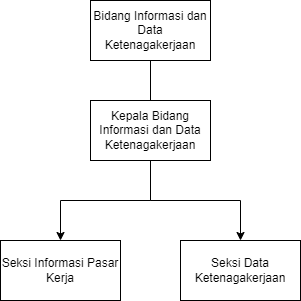 Bidang Informasi dan
Data
Ketenagakerjaan
Kepala Bidang
Informasi dan Data
Ketenagakerjaan
Seksi Informasi Pasar
Kerja
Seksi Data
Ketenagakerjaan